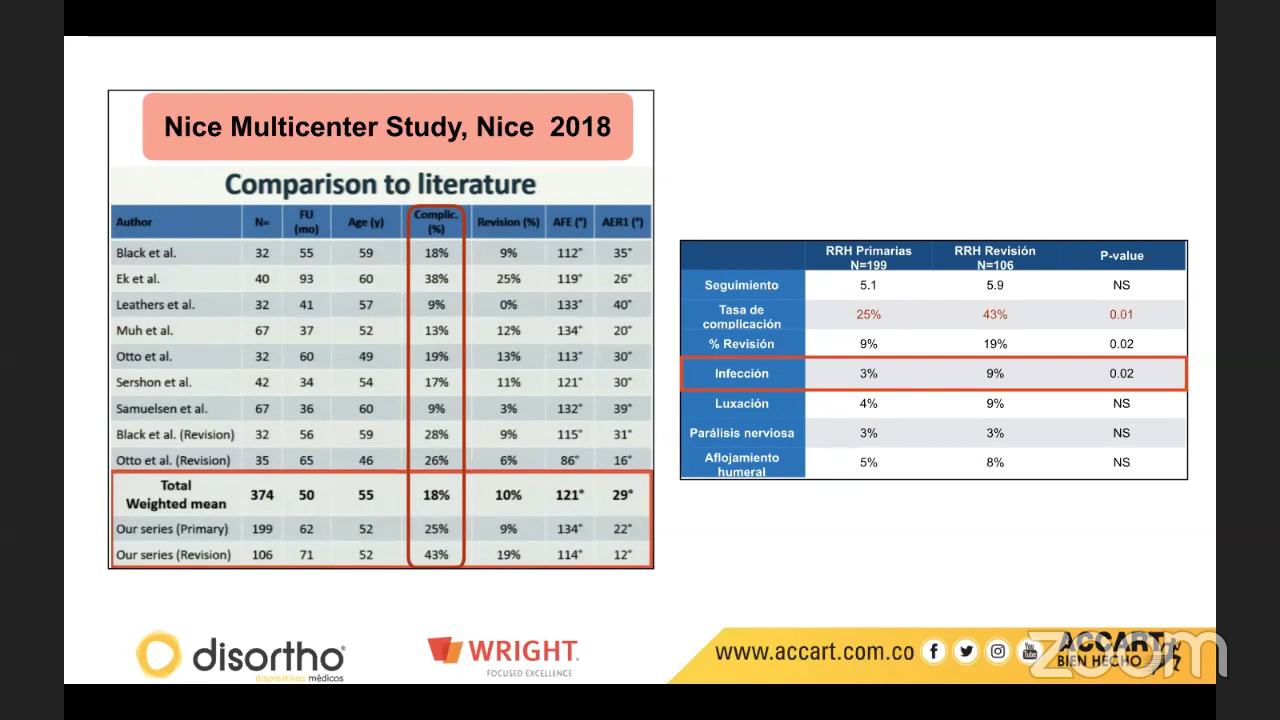 Nice Multicenter Study, Nice 2018
Comparison to literature
Author N= FU (mo) Age (y) Complic. (%) Revision (%) AFE (°) AER1 (°)
Black et al. 32 55 59 18% 9% 112° 35°
Ek et al. 40 93 60 38% 25% 119° 26°
Leathers et al. 32 41 57 9% 0% 133° 40°
Muh et al. 67 37 52 13% 12% 134° 20°
Otto et al. 32 60 49 19% 13% 113° 30°
Sershon et al. 42 34 54 17% 11% 121° 30°
Samuelsen et al. 67 36 60 9% 3% 132° 39°
Black et al. (Revision) 32 56 59 28% 9% 115° 31°
Otto et al. (Revision) 35 65 46 26% 6% 86° 16°
Total Weighted mean 374 50 55 18% 10% 121° 29°
Our series (Primary) 199 62 52 25% 9% 134° 22°
Our series (Revision) 106 71 52 43% 19% 114° 12°
RRH Primarias N=199 RRH Revisión N=106 P-value
Seguimiento 5.1 5.9 NS
Tasa de complicación 25% 43% 0.01
% Revisión 9% 19% 0.02
Infección 3% 9% 0.02
Luxación 4% 9% NS
Parálisis nerviosa 3% 3% NS
Aflojamiento humeral 5% 8% NS
disortho
dispositivos médicos
WRIGHT.
FOCUSED EXCELLENCE
www.accart.com.co
You Tube
ACCART
BIEN HECHO
zoom